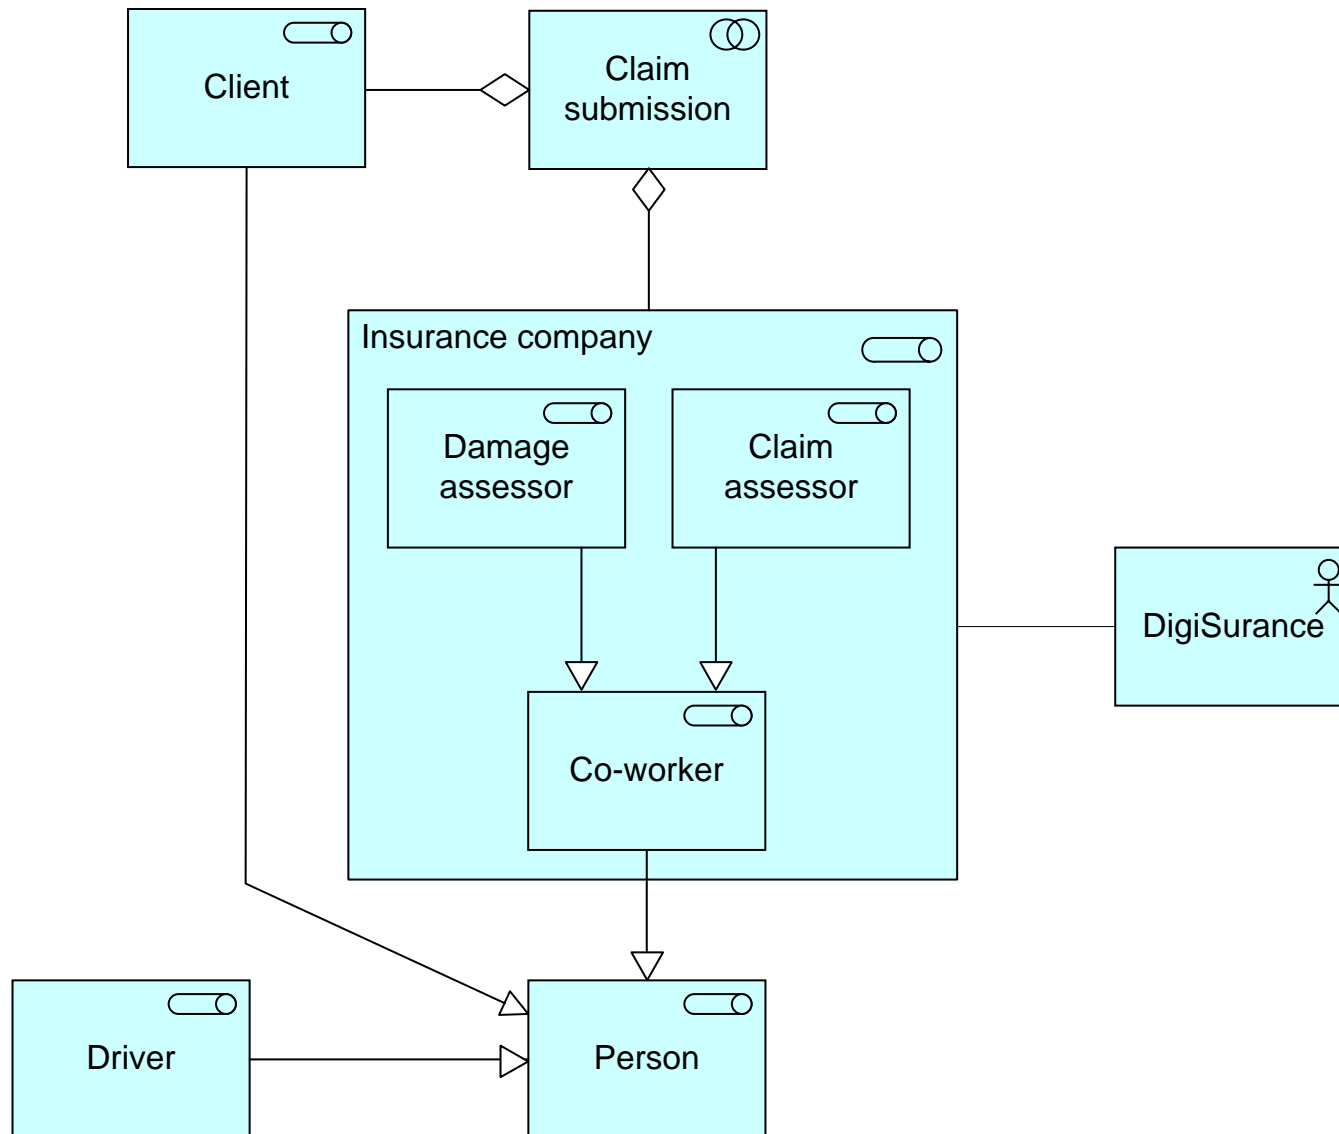 Client
Claim
submission
Insurance company
Damage
assessor
Claim
assessor
DigiSurance
Co-worker
Driver
Person